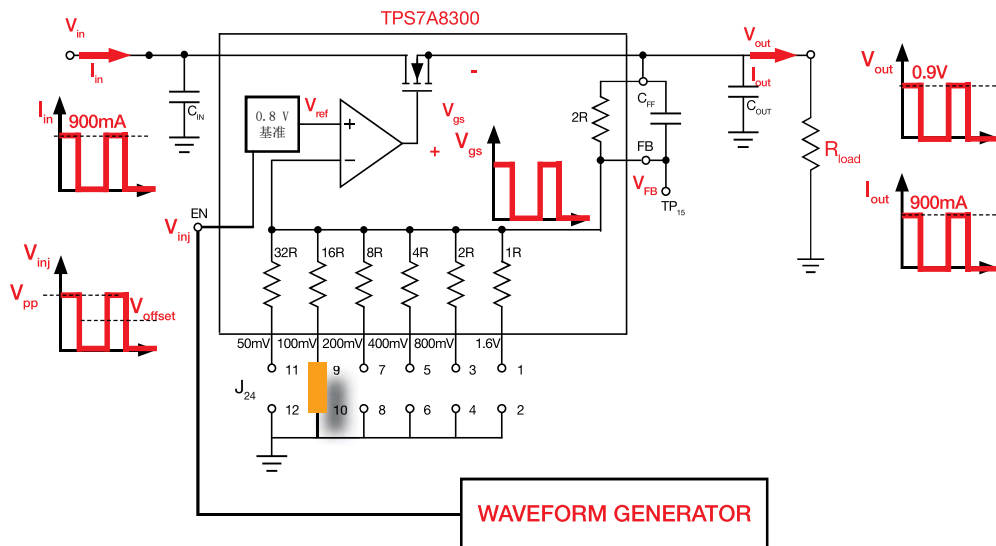 TPS7A8300
Vin
Iin
CIN
Iin
900mA
0.8 V
基准
Vref
+
−
Vgs
-
+
Vgs
2R
CFF
FB
VFB
TP15
Vout
Iout
COUT
Rload
Vout
0.9V
Iout
900mA
EN
Vinj
Vinj
Vpp
Voffset
32R
16R
8R
4R
2R
1R
50mV
100mV
200mV
400mV
800mV
1.6V
J24
11
9
7
5
3
1
12
10
8
6
4
2
WAVEFORM GENERATOR